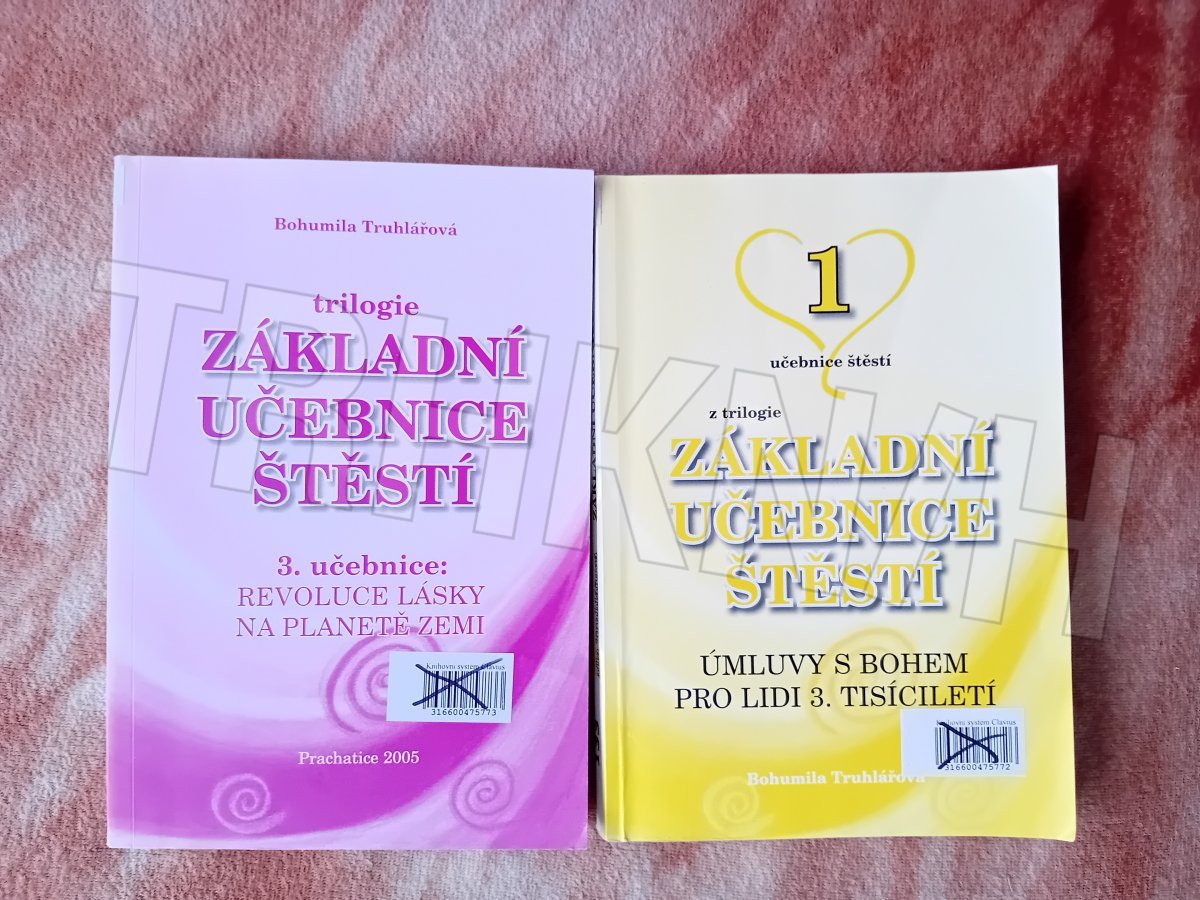 Bohumila Truhlářová
trilogie
ZÁKLADNÍ
UČEBNICE
ŠTĚSTÍ
3. učebnice:
REVOLUCE LÁSKY
NA PLANETĚ ZEMI
Knihovní systém Clavius
316600475773
Prachatice 2005
1
učebnice štěstí
z trilogie
ZÁKLADNÍ
UČEBNICE
ŠTĚSTÍ
ÚMLUVY S BOHEM
PRO LIDI 3. TISÍCILETÍ
Knihovní systém Clavius
316600475772
Bohumila Truhlářová
TRHKNIH